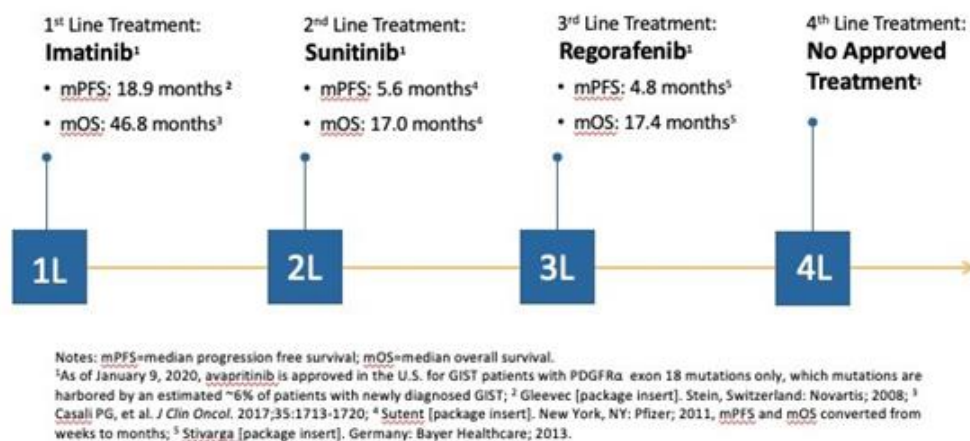 1st Line Treatment:
Imatinib¹
• mPFS: 18.9 months²
• mOS: 46.8 months³
2nd Line Treatment:
Sunitinib¹
• mPFS: 5.6 months⁴
• mOS: 17.0 months⁴
3rd Line Treatment:
Regorafenib¹
• mPFS: 4.8 months⁵
• mOS: 17.4 months⁵
4th Line Treatment:
No Approved
Treatment¹
1L
2L
3L
4L
Notes: mPFS=median progression free survival; mOS=median overall survival.
¹As of January 9, 2020, avapritinib is approved in the U.S. for GIST patients with PDGFRα exon 18 mutations only, which mutations are
harbored by an estimated ~6% of patients with newly diagnosed GIST; ² Gleevec [package insert]. Stein, Switzerland: Novartis; 2008; ³
Casali PG, et al. J Clin Oncol. 2017;35:1713-1720; ⁴ Sutent [package insert]. New York, NY: Pfizer; 2011, mPFS and mOS converted from
weeks to months; ⁵ Stivarga [package insert]. Germany: Bayer Healthcare; 2013.